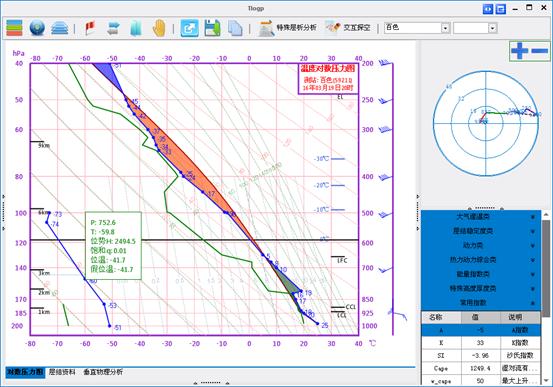 Tlogp
特殊层析分析
交互探空
百色
hPa
-80 -70 -60 -50 -40 -30 -20 -10 0 10 20 30 40
温度对数压力图
测站: 百色(59211)
16年03月19日20时
40
50
60
80
100
120
140
170
185
200
200
250
300
400
500
600
700
850
925
1000
EL
-30℃
-20℃
-10℃
0℃
LFC
CCL
LCL
9km
6km
3km
2km
1km
P: 752.6
T: -59.8
位势H: 2494.5
饱和q: 0.01
位温: -41.7
假位温: -41.7
-73
-74
-60
-53
-51
25
-80 -70 -60 -50 -40 -30 -20 -10 0 10 20 30 40 ℃
对数压力图 层结资料 垂直物理分析
大气温湿类
层结稳定度类
动力类
热力动力综合类
能量指数类
特殊高度厚度类
常用指数
名称 值 说明
A -5 A指数
K 33 K指数
SI -3.96 沙氏指数
Cape 1249.4 湿对流有...
w_cape 50 最大上升...